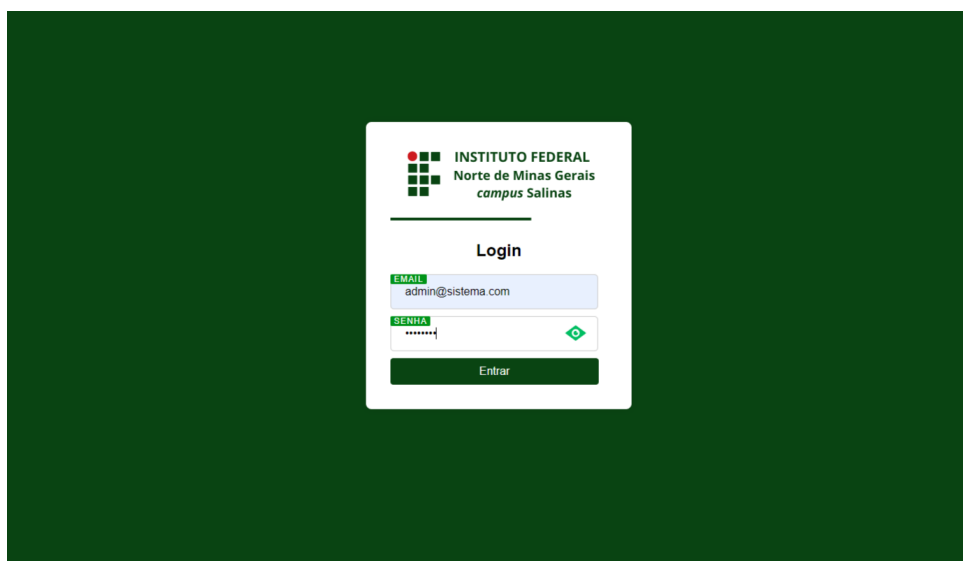 INSTITUTO FEDERAL
Norte de Minas Gerais
campus Salinas
Login
EMAIL
admin@sistema.com
SENHA
••••••••
Entrar